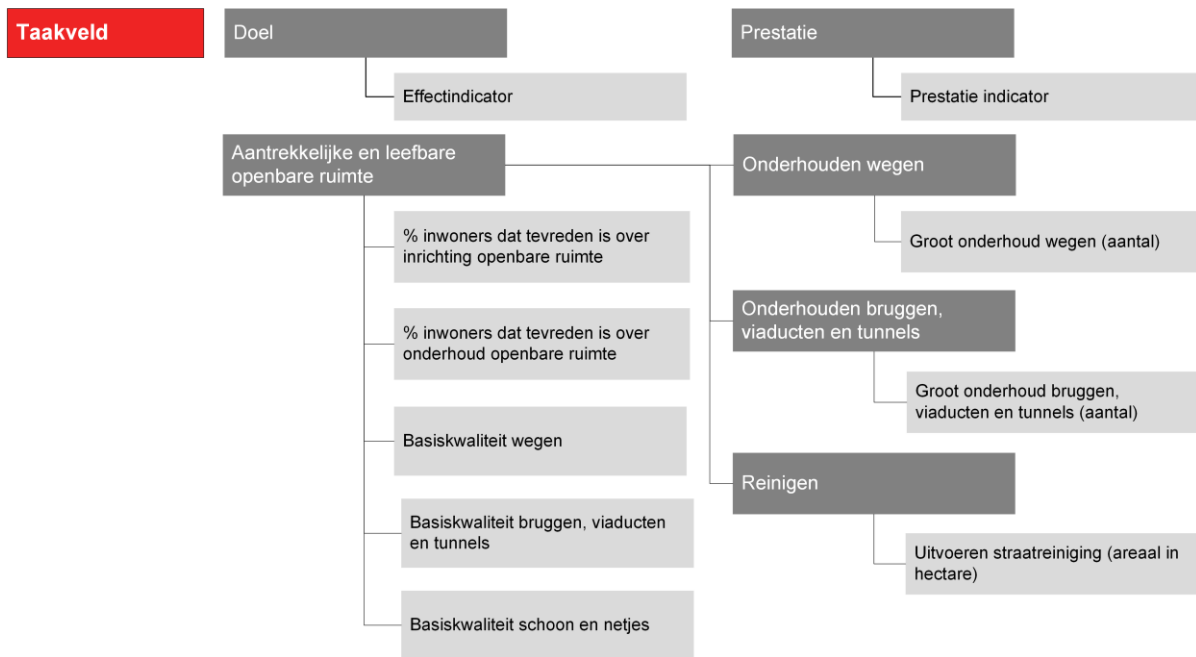 Taakveld
Doel
Prestatie
Effectindicator
Prestatie indicator
Aantrekkelijke en leefbare
openbare ruimte
Onderhouden wegen
% inwoners dat tevreden is over
inrichting openbare ruimte
Groot onderhoud wegen (aantal)
% inwoners dat tevreden is over
onderhoud openbare ruimte
Onderhouden bruggen,
viaducten en tunnels
Groot onderhoud bruggen,
viaducten en tunnels (aantal)
Basiskwaliteit wegen
Reinigen
Basiskwaliteit bruggen, viaducten
en tunnels
Uitvoeren straatreiniging (areaal in
hectare)
Basiskwaliteit schoon en netjes